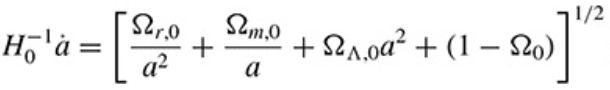 $H_0^{-1}\dot{a} = \left[ \frac{\Omega_{r,0}}{a^2} + \frac{\Omega_{m,0}}{a} + \Omega_{\Lambda,0}a^2 + (1 - \Omega_0) \right]^{1/2}$